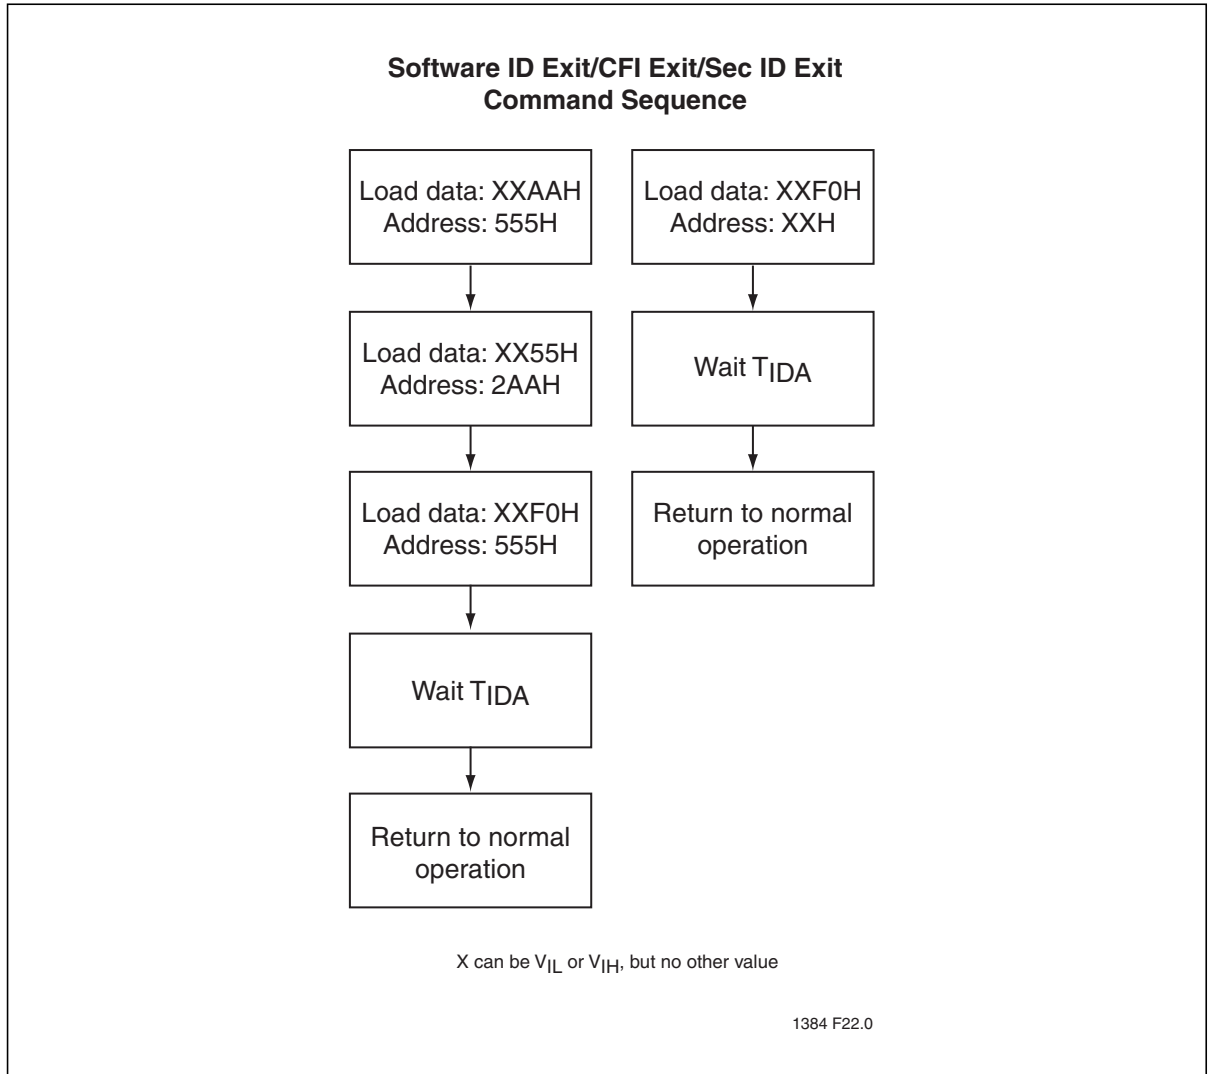 Software ID Exit/CFI Exit/Sec ID Exit
Command Sequence
Load data: XXAAH
Address: 555H
Load data: XX55H
Address: 2AAH
Load data: XXF0H
Address: 555H
Wait TIDA
Return to normal
operation
Load data: XXF0H
Address: XXH
Wait TIDA
Return to normal
operation
X can be VIL or VIH, but no other value
1384 F22.0